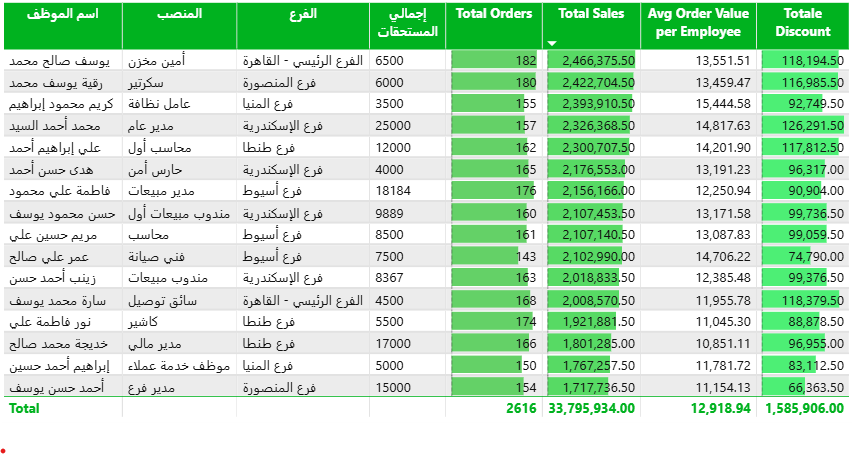 اسم الموظف المنصب الفرع إجمالي المستحقات Total Orders Total Sales Avg Order Value per Employee Totale Discount
يوسف صالح محمد أمين مخزن الفرع الرئيسي - القاهرة 6500 182 2,466,375.50 13,551.51 118,194.50
رقية يوسف محمد سكرتير فرع المنصورة 6000 180 2,422,704.50 13,459.47 116,985.50
كريم محمود إبراهيم عامل نظافة فرع المنيا 3500 155 2,393,910.50 15,444.58 92,749.50
محمد أحمد السيد مدير عام فرع الإسكندرية 25000 157 2,326,368.50 14,817.63 126,291.50
علي إبراهيم أحمد محاسب أول فرع طنطا 12000 162 2,300,707.50 14,201.90 117,812.50
هدى حسن أحمد حارس أمن فرع الإسكندرية 4000 165 2,176,553.00 13,191.23 96,317.00
فاطمة علي محمود مدير مبيعات فرع أسيوط 18184 176 2,156,166.00 12,250.94 90,904.00
حسن محمود يوسف مندوب مبيعات أول فرع الإسكندرية 9889 160 2,107,453.50 13,171.58 99,736.50
مريم حسين علي محاسب فرع أسيوط 8500 161 2,107,140.50 13,087.83 99,059.50
عمر علي صالح فني صيانة فرع أسيوط 7500 143 2,102,990.00 14,706.22 74,790.00
زينب أحمد حسن مندوب مبيعات فرع الإسكندرية 8367 163 2,018,833.50 12,385.48 99,376.50
سارة محمد يوسف سائق توصيل الفرع الرئيسي - القاهرة 4500 168 2,008,570.50 11,955.78 118,379.50
نور فاطمة علي كاشير فرع طنطا 5500 174 1,921,881.50 11,045.30 88,878.50
خديجة محمد صالح مدير مالي فرع طنطا 17000 166 1,801,285.00 10,851.11 96,955.00
إبراهيم أحمد حسين موظف خدمة عملاء فرع المنيا 5000 150 1,767,257.50 11,781.72 83,112.50
أحمد حسن يوسف مدير فرع فرع المنصورة 15000 154 1,717,736.50 11,154.13 66,363.50
Total 2616 33,795,934.00 12,918.94 1,585,906.00